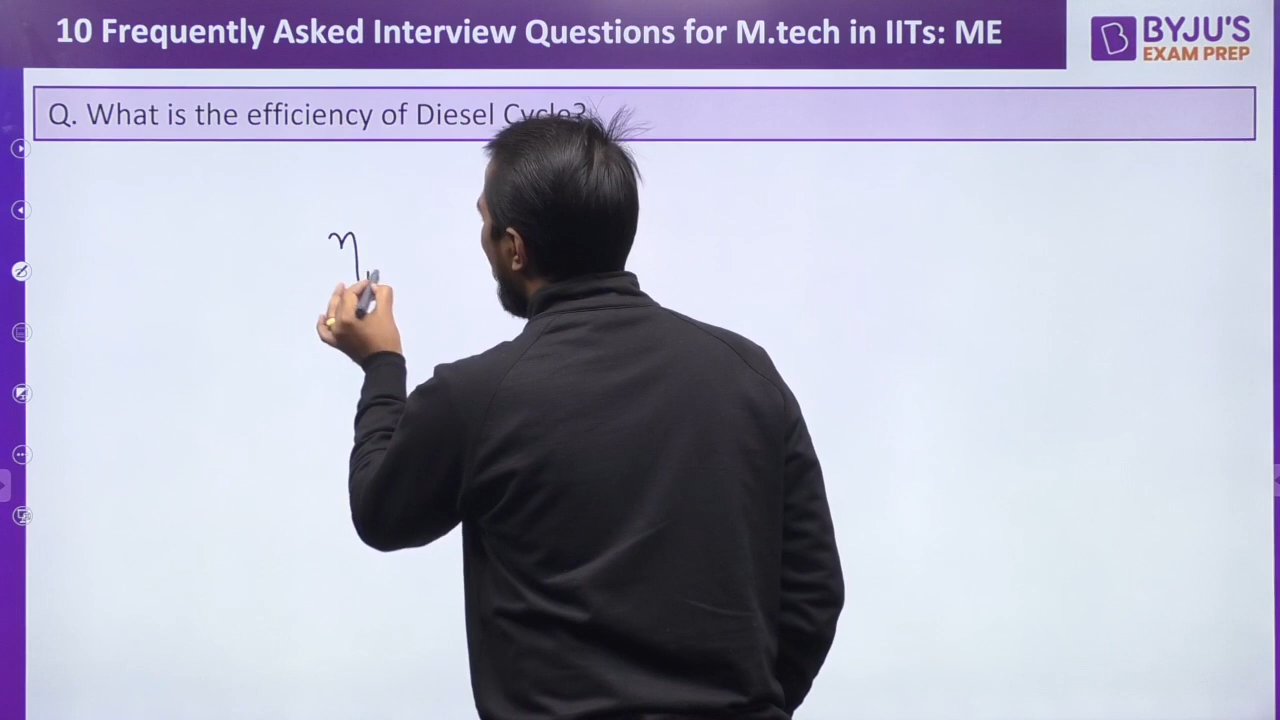 10 Frequently Asked Interview Questions for M.tech in IITs: ME
BYJU'S
EXAM PREP
Q. What is the efficiency of Diesel Cycle?
η